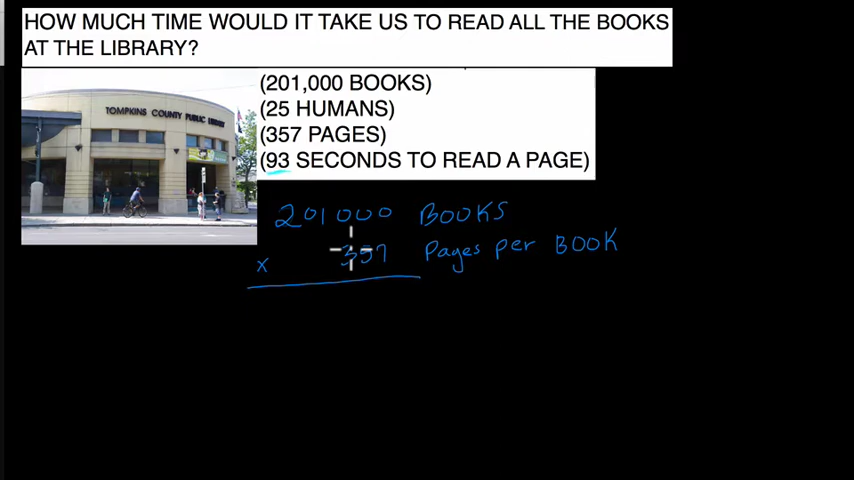 HOW MUCH TIME WOULD IT TAKE US TO READ ALL THE BOOKS
AT THE LIBRARY?
TOMPKINS COUNTY PUBLIC LIBRARY
(201,000 BOOKS)
(25 HUMANS)
(357 PAGES)
(93 SECONDS TO READ A PAGE)
201000 BOOKS
x 357 Pages per BOOK